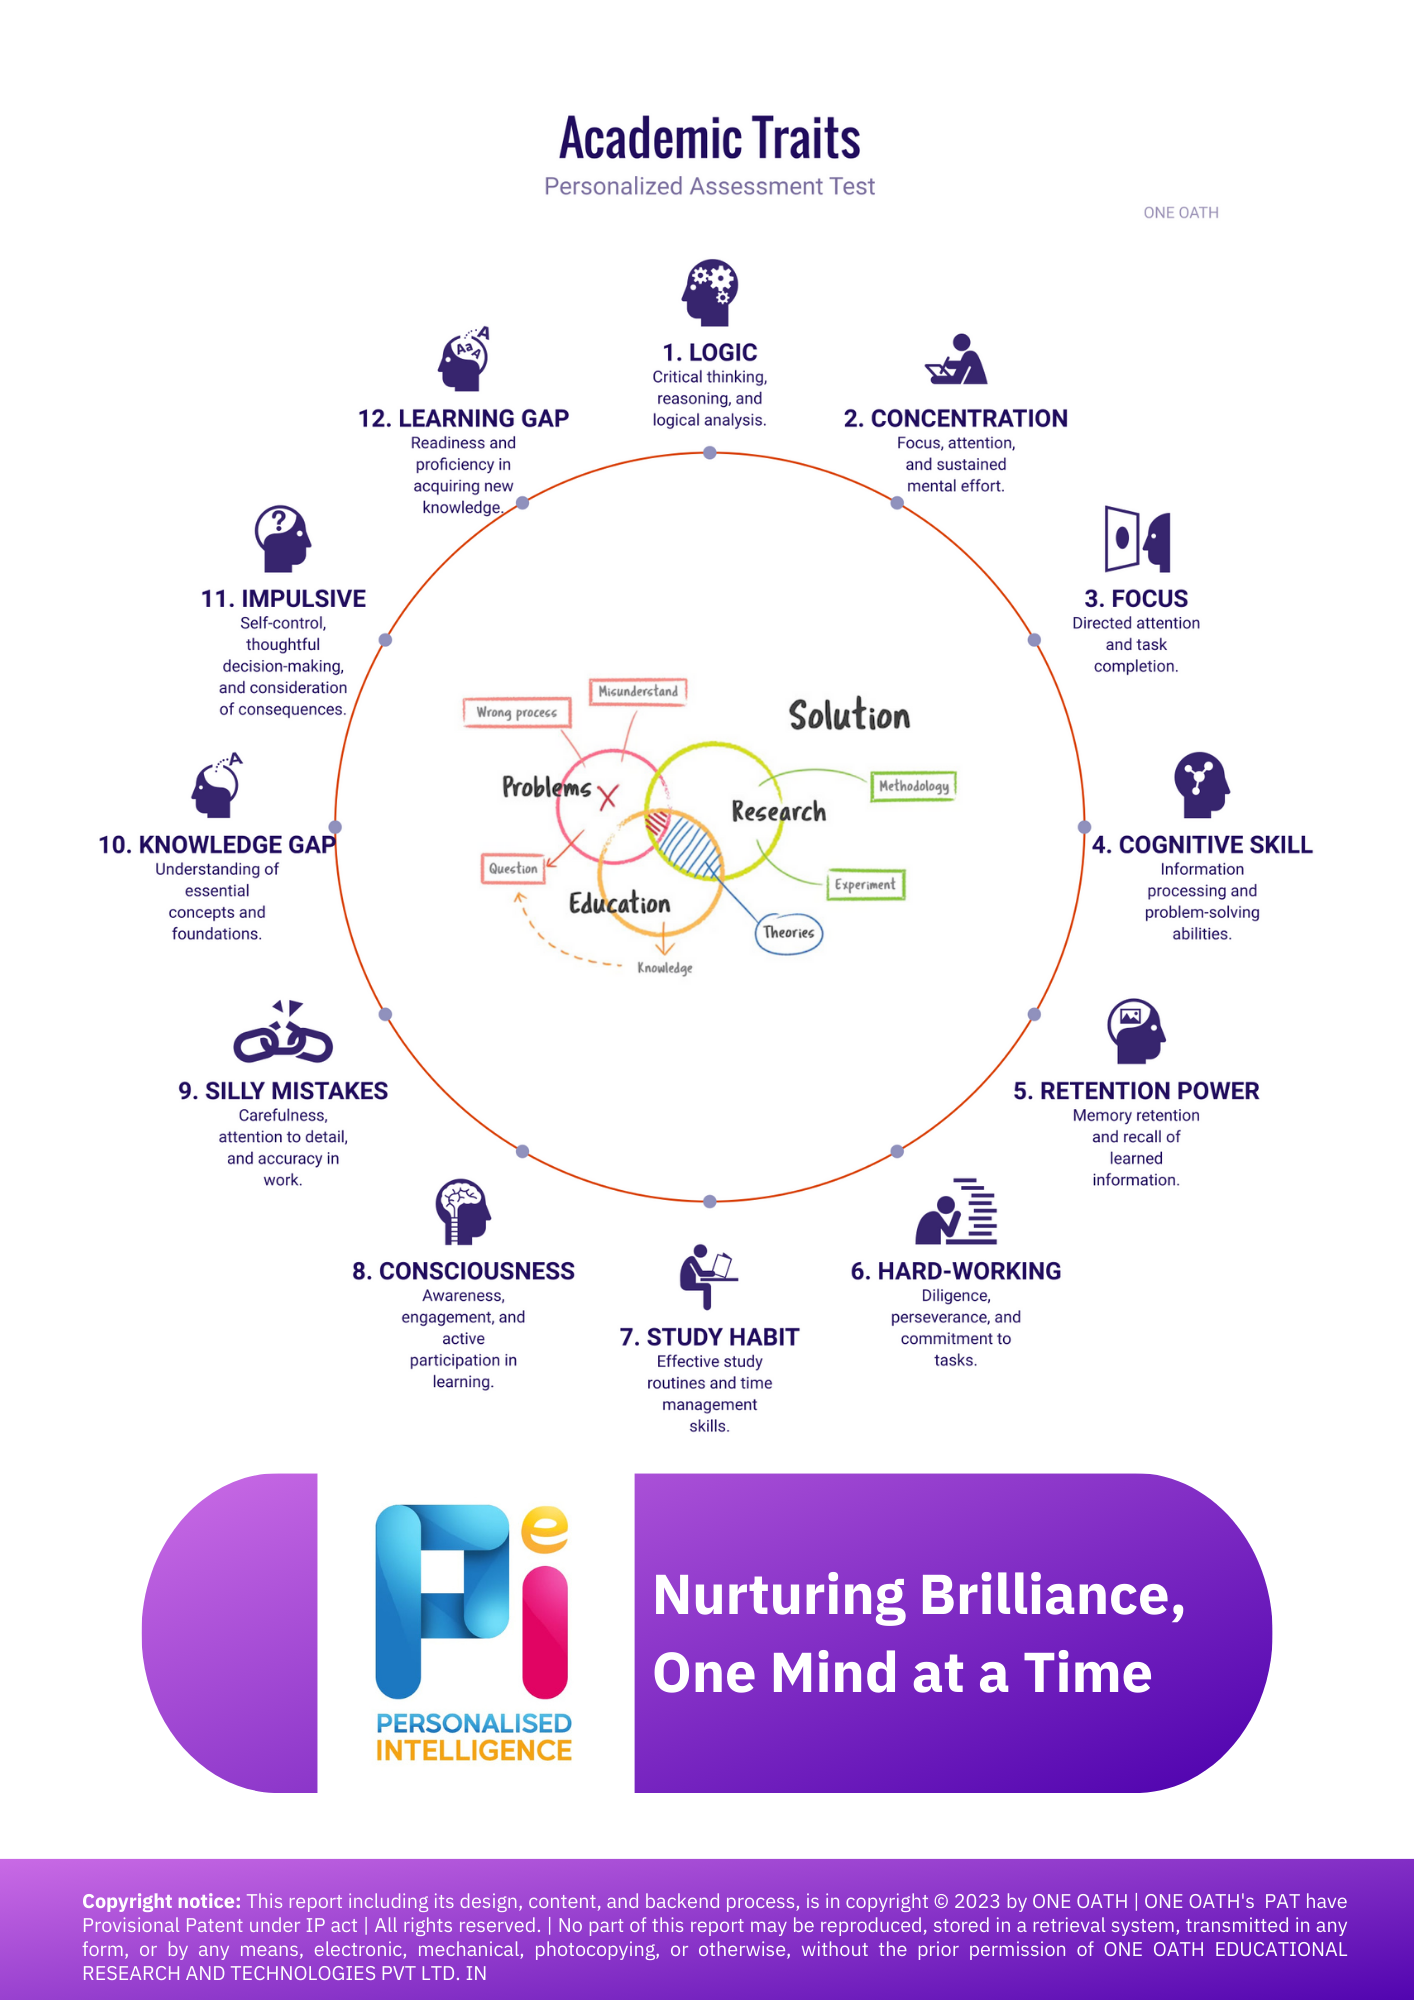 Academic Traits
Personalized Assessment Test
ONE OATH
1. LOGIC
Critical thinking,
reasoning, and
logical analysis.
2. CONCENTRATION
Focus, attention,
and sustained
mental effort.
3. FOCUS
Directed attention
and task
completion.
4. COGNITIVE SKILL
Information
processing and
problem-solving
abilities.
5. RETENTION POWER
Memory retention
and recall of
learned
information.
6. HARD-WORKING
Diligence,
perseverance, and
commitment to
tasks.
7. STUDY HABIT
Effective study
routines and time
management
skills.
8. CONSCIOUSNESS
Awareness,
engagement, and
active
participation in
learning.
9. SILLY MISTAKES
Carefulness,
attention to detail,
and accuracy in
work.
10. KNOWLEDGE GAP
Understanding of
essential
concepts and
foundations.
11. IMPULSIVE
Self-control,
thoughtful
decision-making,
and consideration
of consequences.
12. LEARNING GAP
Readiness and
proficiency in
acquiring new
knowledge.
Misunderstand
Wrong process
Solution
Problems
Methodology
Research
Question
Experiment
Education
Theories
Knowledge
A
Aa
A
?
A
Pi
e
PERSONALISED
INTELLIGENCE
Nurturing Brilliance,
One Mind at a Time
Copyright notice: This report including its design, content, and backend process, is in copyright © 2023 by ONE OATH | ONE OATH's PAT have
Provisional Patent under IP act | All rights reserved. | No part of this report may be reproduced, stored in a retrieval system, transmitted in any
form, or by any means, electronic, mechanical, photocopying, or otherwise, without the prior permission of ONE OATH EDUCATIONAL
RESEARCH AND TECHNOLOGIES PVT LTD. IN